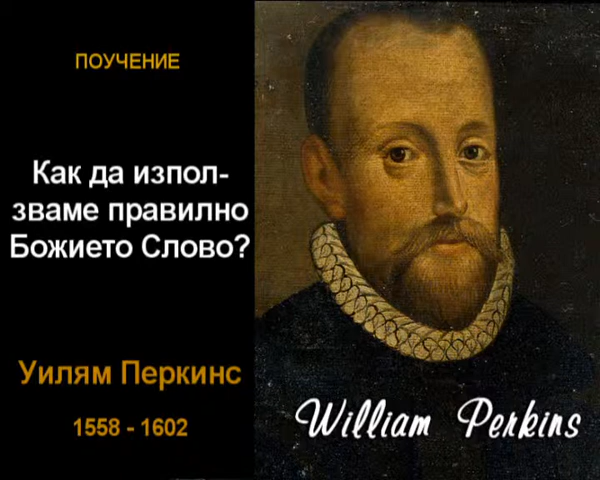 ПОУЧЕНИЕ
Как да изпол-
зваме правилно
Божието Слово?
Уилям Перкинс
1558 - 1602
William Perkins